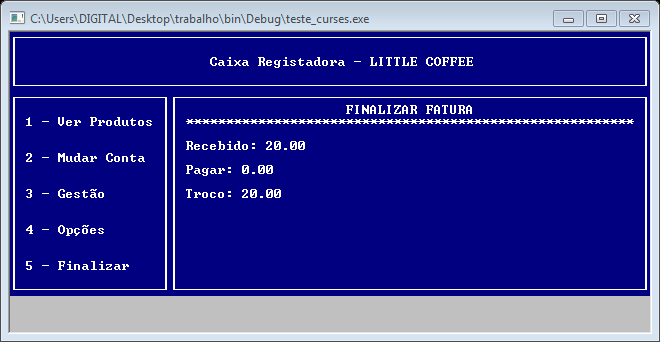 C:\Users\DIGITAL\Desktop\trabalho\bin\Debug\teste_curses.exe
Caixa Registadora - LITTLE COFFEE
1 - Ver Produtos
2 - Mudar Conta
3 - Gestão
4 - Opções
5 - Finalizar
FINALIZAR FATURA
********************************************************
Recebido: 20.00
Pagar: 0.00
Troco: 20.00